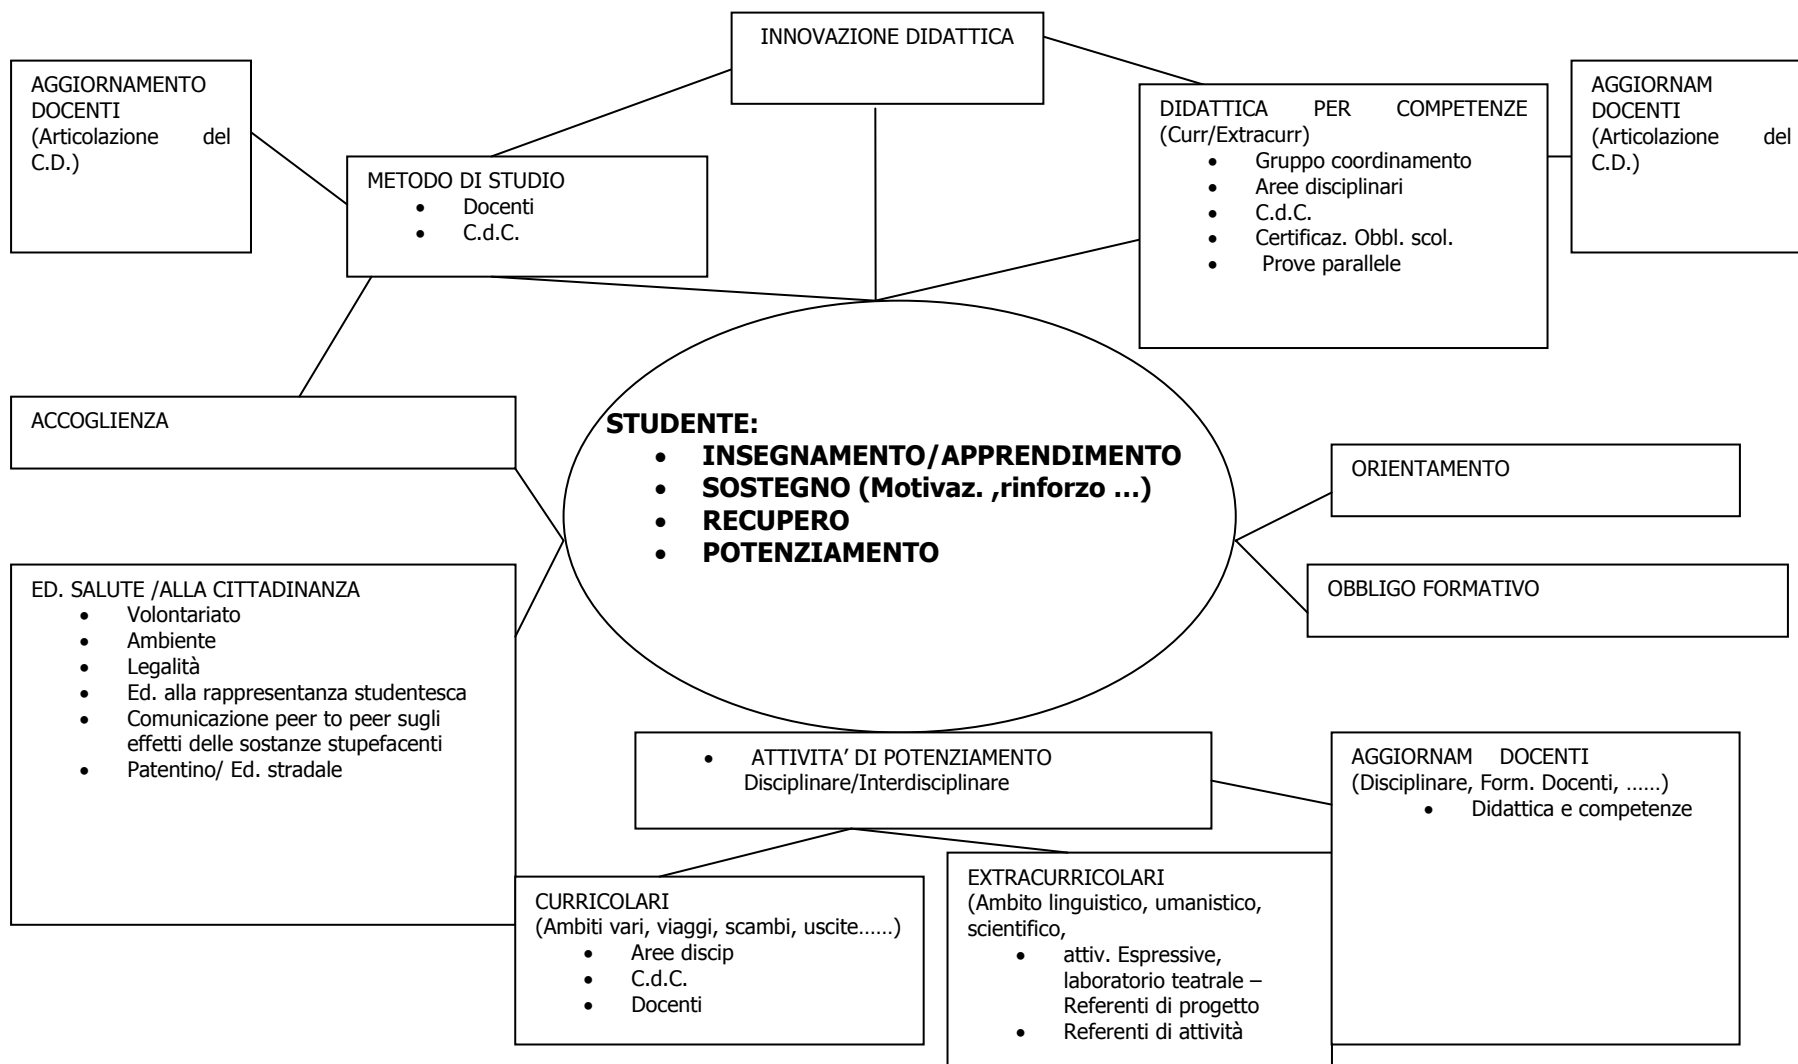 INNOVAZIONE DIDATTICA
AGGIORNAMENTO
DOCENTI
(Articolazione del
C.D.)
METODO DI STUDIO
• Docenti
• C.d.C.
DIDATTICA PER COMPETENZE
(Curr/Extracurr)
• Gruppo coordinamento
• Aree disciplinari
• C.d.C.
• Certificaz. Obbl. scol.
• Prove parallele
AGGIORNAM
DOCENTI
(Articolazione del
C.D.)
ACCOGLIENZA
STUDENTE:
• INSEGNAMENTO/APPRENDIMENTO
• SOSTEGNO (Motivaz. ,rinforzo ...)
• RECUPERO
• POTENZIAMENTO
ORIENTAMENTO
OBBLIGO FORMATIVO
ED. SALUTE /ALLA CITTADINANZA
• Volontariato
• Ambiente
• Legalità
• Ed. alla rappresentanza studentesca
• Comunicazione peer to peer sugli
effetti delle sostanze stupefacenti
• Patentino/ Ed. stradale
• ATTIVITA’ DI POTENZIAMENTO
Disciplinare/Interdisciplinare
AGGIORNAM DOCENTI
(Disciplinare, Form. Docenti, ……)
• Didattica e competenze
CURRICOLARI
(Ambiti vari, viaggi, scambi, uscite……)
• Aree discip
• C.d.C.
• Docenti
EXTRACURRICOLARI
(Ambito linguistico, umanistico,
scientifico,
• attiv. Espressive,
laboratorio teatrale –
Referenti di progetto
• Referenti di attività